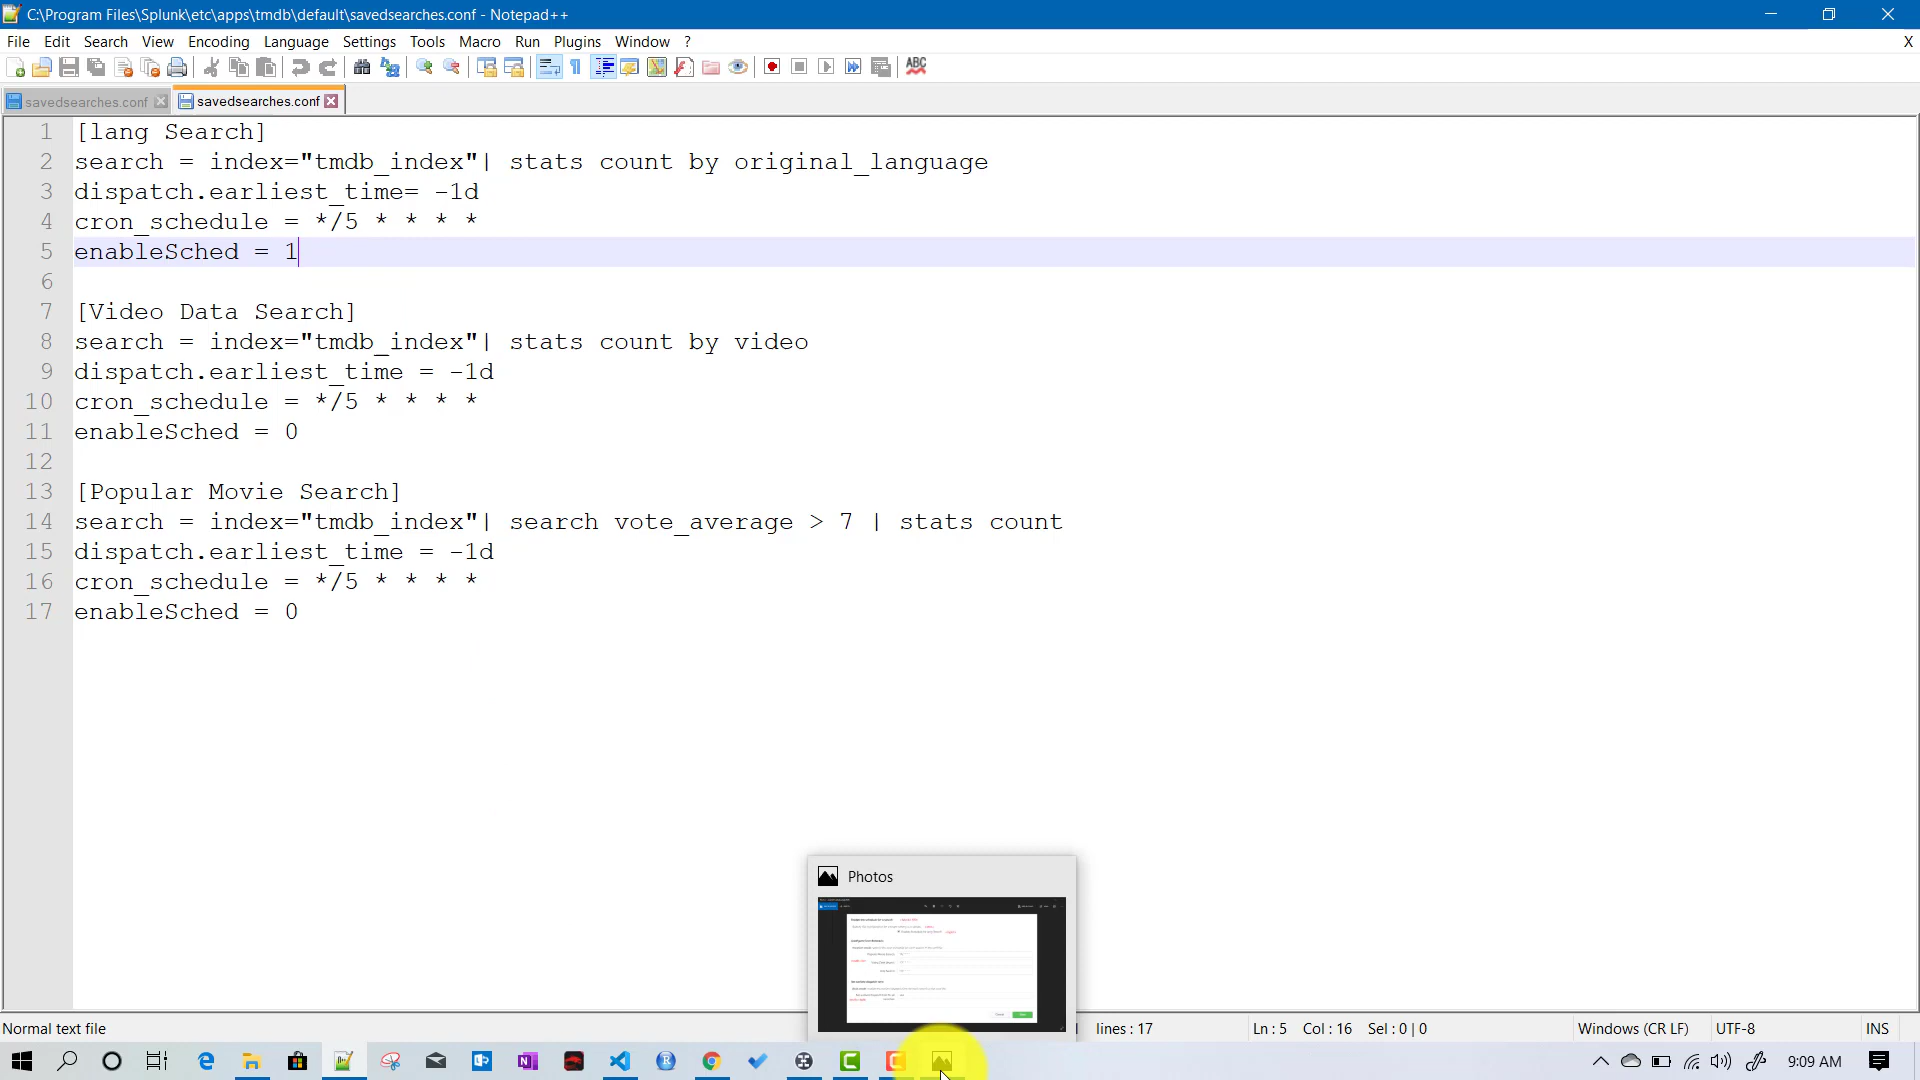 C:\Program Files\Splunk\etc\apps\tmdb\default\savedsearches.conf - Notepad++
File Edit Search View Encoding Language Settings Tools Macro Run Plugins Window ? X
ABC
savedsearches.conf savedsearches.conf
1 [lang Search]
2 search = index="tmdb_index"| stats count by original_language
3 dispatch.earliest_time= -1d
4 cron_schedule = */5 * * * *
5 enableSched = 1
6
7 [Video Data Search]
8 search = index="tmdb_index"| stats count by video
9 dispatch.earliest_time = -1d
10 cron_schedule = */5 * * * *
11 enableSched = 0
12
13 [Popular Movie Search]
14 search = index="tmdb_index"| search vote_average > 7 | stats count
15 dispatch.earliest_time = -1d
16 cron_schedule = */5 * * * *
17 enableSched = 0
Photos
Normal text file lines : 17 Ln : 5 Col : 16 Sel : 0 | 0 Windows (CR LF) UTF-8 INS
9:09 AM